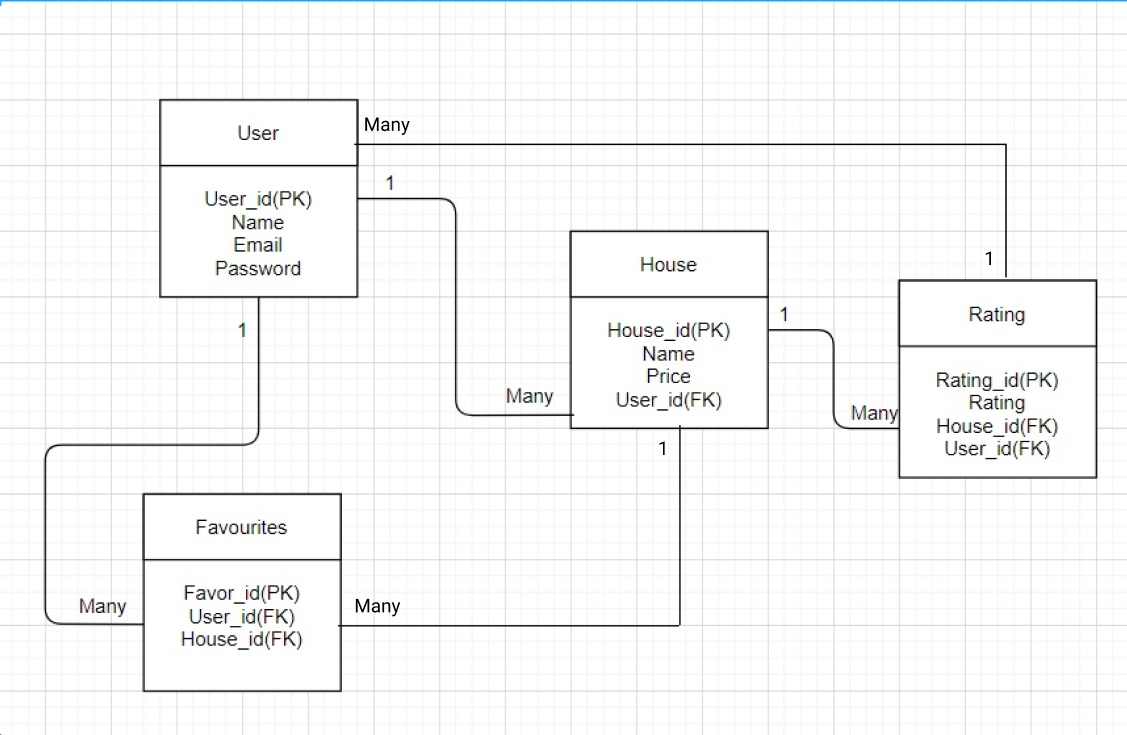 User
Many
User_id(PK)
Name
Email
Password
1
1
House
House_id(PK)
Name
Price
User_id(FK)
Many
1
1
1
Rating
Rating_id(PK)
Rating
House_id(FK)
User_id(FK)
Many
Favourites
Favor_id(PK)
User_id(FK)
House_id(FK)
Many
Many